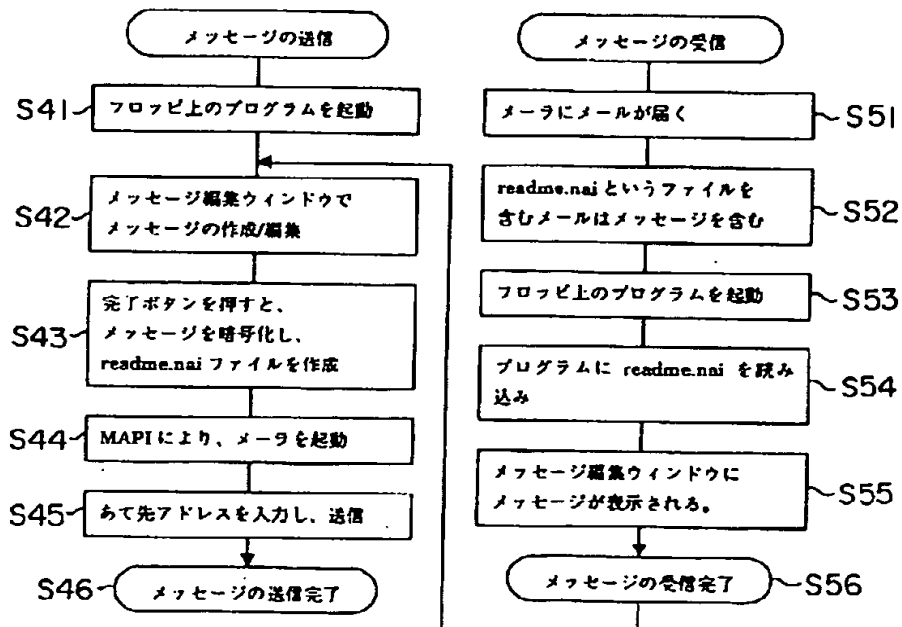 メッセージの送信
S41
フロッピ上のプログラムを起動
S42
メッセージ編集ウィンドウで
メッセージの作成/編集
S43
完了ボタンを押すと、
メッセージを暗号化し、
readme.nai ファイルを作成
S44
MAPIにより、メーラを起動
S45
あて先アドレスを入力し、送信
S46
メッセージの送信完了
メッセージの受信
メーラにメールが届く
S51
readme.nai というファイルを
含むメールはメッセージを含む
S52
フロッピ上のプログラムを起動
S53
プログラムに readme.nai を読み
込み
S54
メッセージ編集ウィンドウに
メッセージが表示される。
S55
メッセージの受信完了
S56